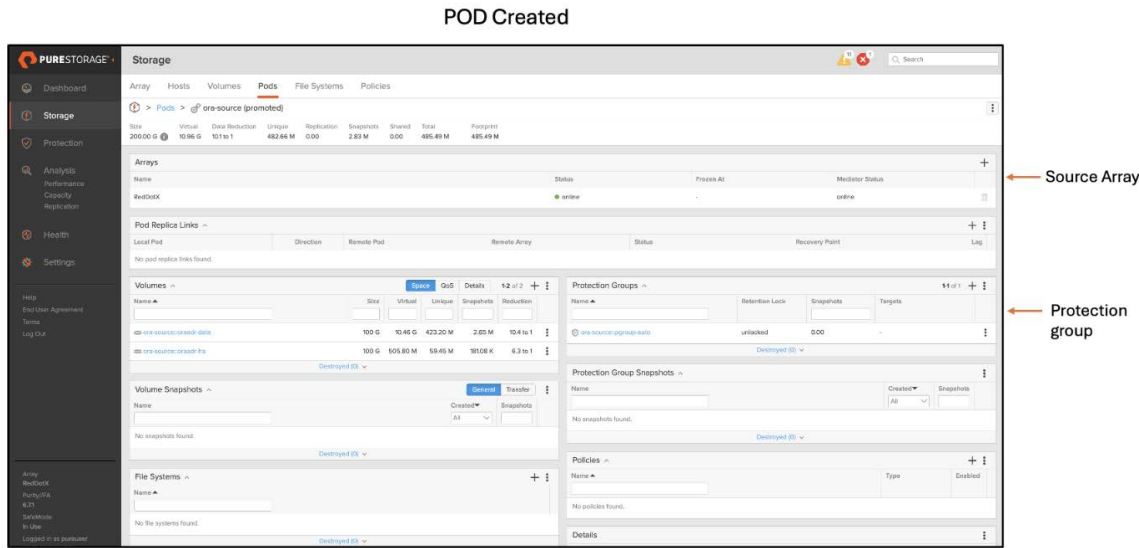 POD Created
PURESTORAGE®
Storage
11
1
Search
Dashboard
Storage
Protection
Analysis
Performance
Capacity
Replication
Health
Settings
Help
End User Agreement
Terms
Log Out
Array
RedDotX
Purity//FA
6.7.1
SafeMode
In Use
Logged in as pureuser
Array Hosts Volumes Pods File Systems Policies
> Pods > ora-source (promoted)
Size Virtual Data Reduction Unique Replication Snapshots Shared Total Footprint
200.00 G 10.96 G 10.1 to 1 482.66 M 0.00 2.83 M 0.00 485.49 M 485.49 M
Arrays
Name Status Frozen At Mediator Status
RedDotX online - online
Source Array
Pod Replica Links
Local Pod Direction Remote Pod Remote Array Status Recovery Point Lag
No pod replica links found.
Volumes Space QoS Details 1-2 of 2
Name Size Virtual Unique Snapshots Reduction
ora-source::oraadr-data 100 G 10.46 G 423.20 M 2.65 M 10.4 to 1
ora-source::oraadr-fra 100 G 505.80 M 59.45 M 181.08 K 6.3 to 1
Destroyed (0)
Volume Snapshots General Transfer
Name Created Snapshots
All
No snapshots found.
Destroyed (0)
File Systems
Name
No file systems found.
Destroyed (0)
Protection Groups 1-1 of 1
Name Retention Lock Snapshots Targets
ora-source::pgroup-auto unlocked 0.00 -
Destroyed (0)
Protection
group
Protection Group Snapshots
Name Created Snapshots
All
No snapshots found.
Destroyed (0)
Policies
Name Type Enabled
No policies found.
Details